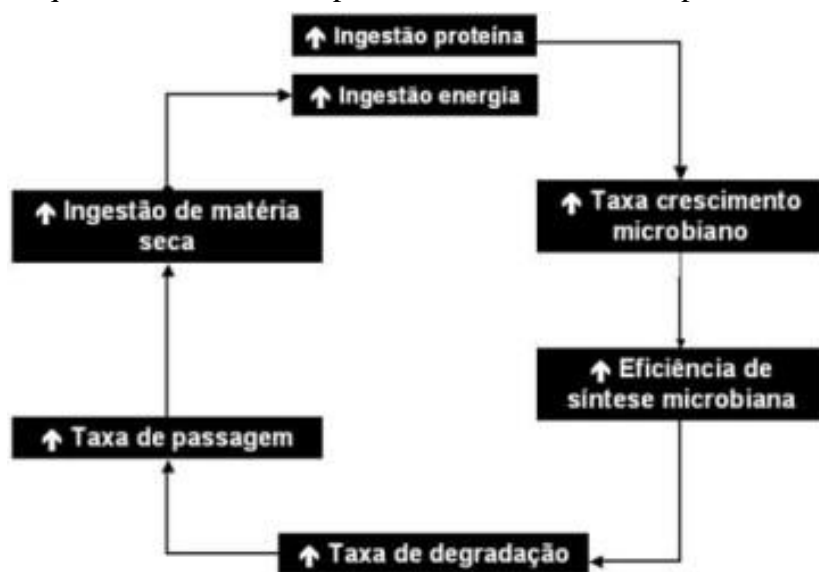 ↑ Ingestão proteína
↑ Ingestão energia
↑ Taxa crescimento
microbiano
↑ Eficiência de
síntese microbiana
↑ Taxa de degradação
↑ Taxa de passagem
↑ Ingestão de matéria
seca